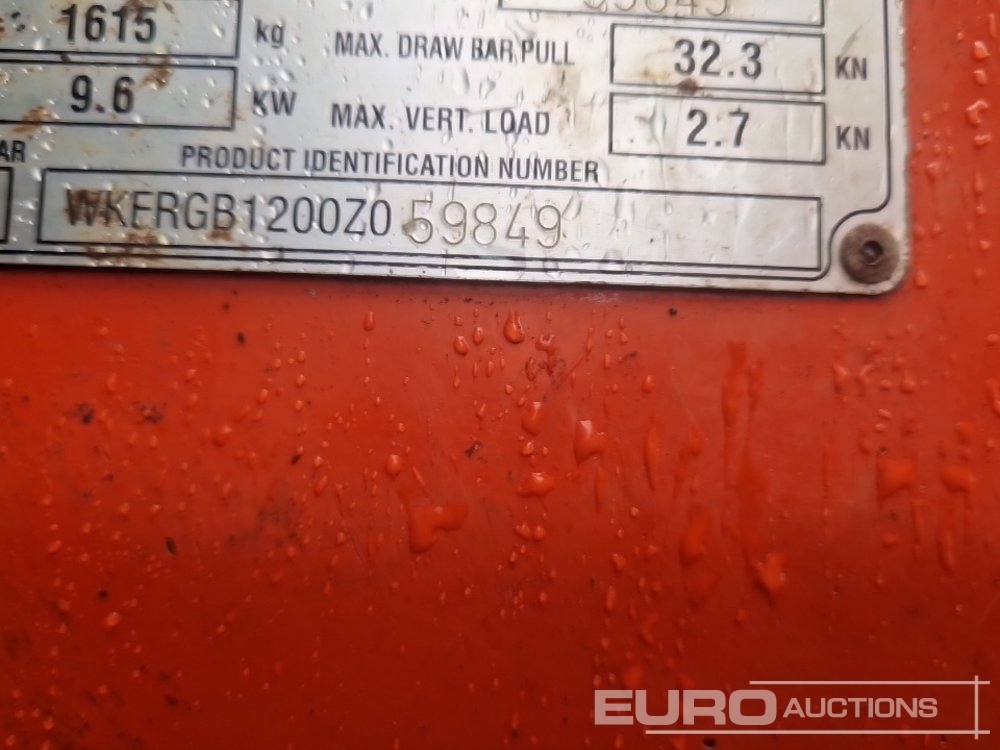 59849
1615 kg MAX. DRAW BAR PULL 32.3 KN
9.6 KW MAX. VERT. LOAD 2.7 KN
AR PRODUCT IDENTIFICATION NUMBER
WKFRGB1200Z059849
EURO AUCTIONS